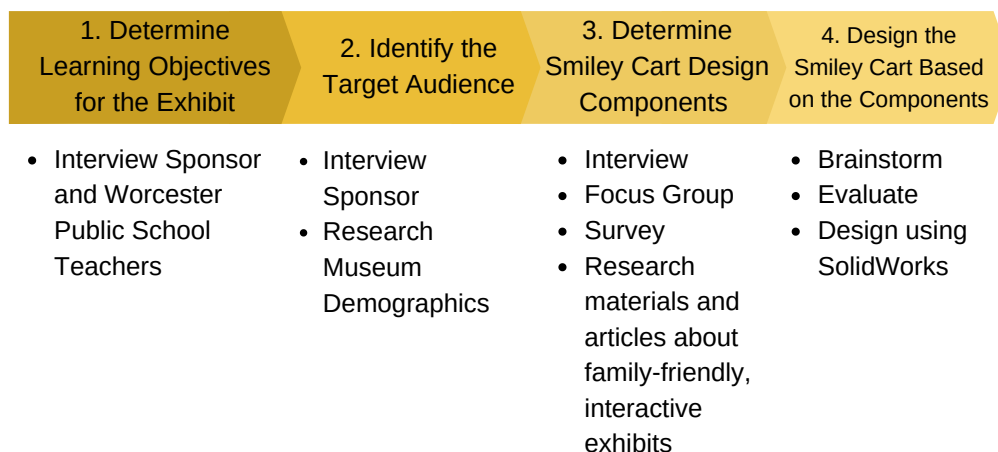 1. Determine
Learning Objectives
for the Exhibit
• Interview Sponsor
and Worcester
Public School
Teachers
2. Identify the
Target Audience
• Interview
Sponsor
• Research
Museum
Demographics
3. Determine
Smiley Cart Design
Components
• Interview
• Focus Group
• Survey
• Research
materials and
articles about
family-friendly,
interactive
exhibits
4. Design the
Smiley Cart Based
on the Components
• Brainstorm
• Evaluate
• Design using
SolidWorks